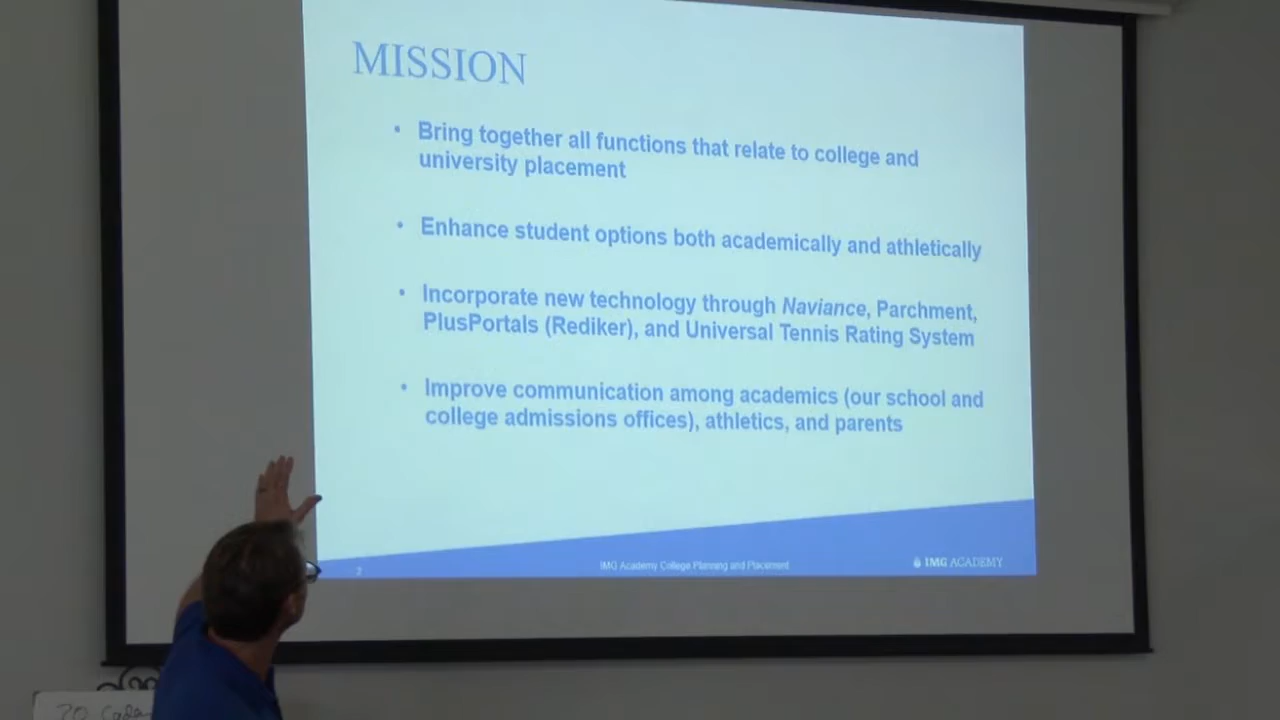 MISSION
• Bring together all functions that relate to college and
university placement
• Enhance student options both academically and athletically
• Incorporate new technology through Naviance, Parchment,
PlusPortals (Rediker), and Universal Tennis Rating System
• Improve communication among academics (our school and
college admissions offices), athletics, and parents
2 IMG Academy College Planning and Placement IMG ACADEMY